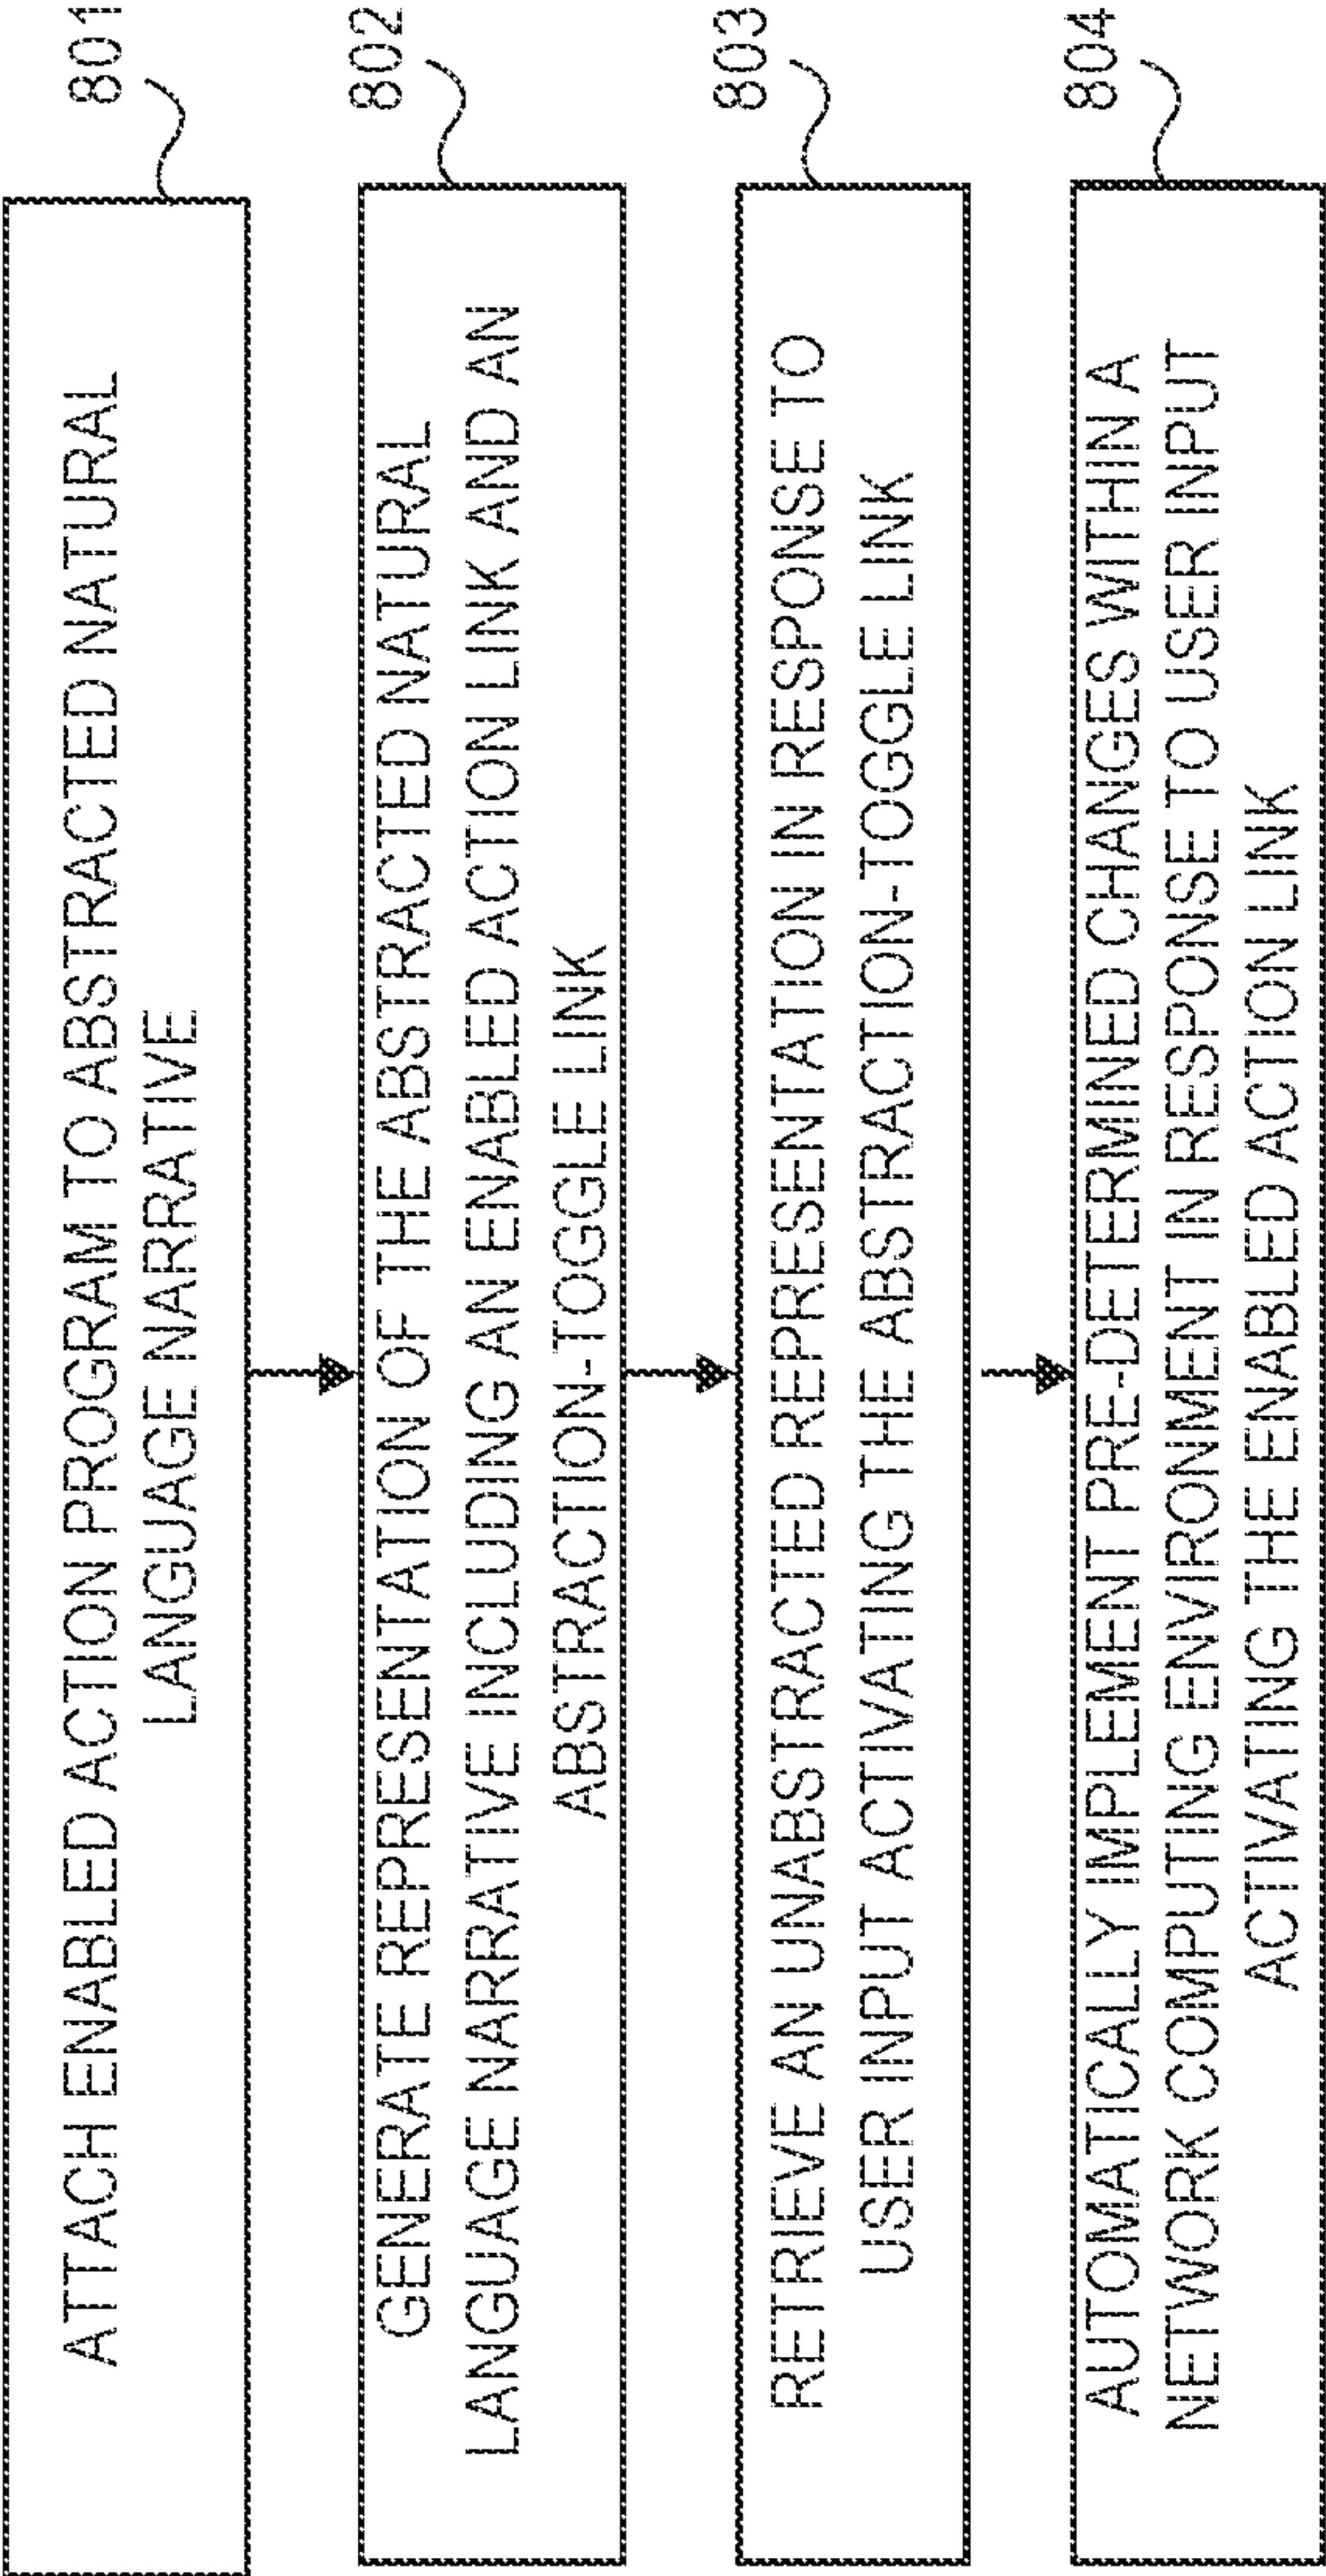 801
ATTACH ENABLED ACTION PROGRAM TO ABSTRACTED NATURAL
LANGUAGE NARRATIVE
802
GENERATE REPRESENTATION OF THE ABSTRACTED NATURAL
LANGUAGE NARRATIVE INCLUDING AN ENABLED ACTION LINK AND AN
ABSTRACTION-TOGGLE LINK
803
RETRIEVE AN UNABSTRACTED REPRESENTATION IN RESPONSE TO
USER INPUT ACTIVATING THE ABSTRACTION-TOGGLE LINK
804
AUTOMATICALLY IMPLEMENT PRE-DETERMINED CHANGES WITHIN A
NETWORK COMPUTING ENVIRONMENT IN RESPONSE TO USER INPUT
ACTIVATING THE ENABLED ACTION LINK